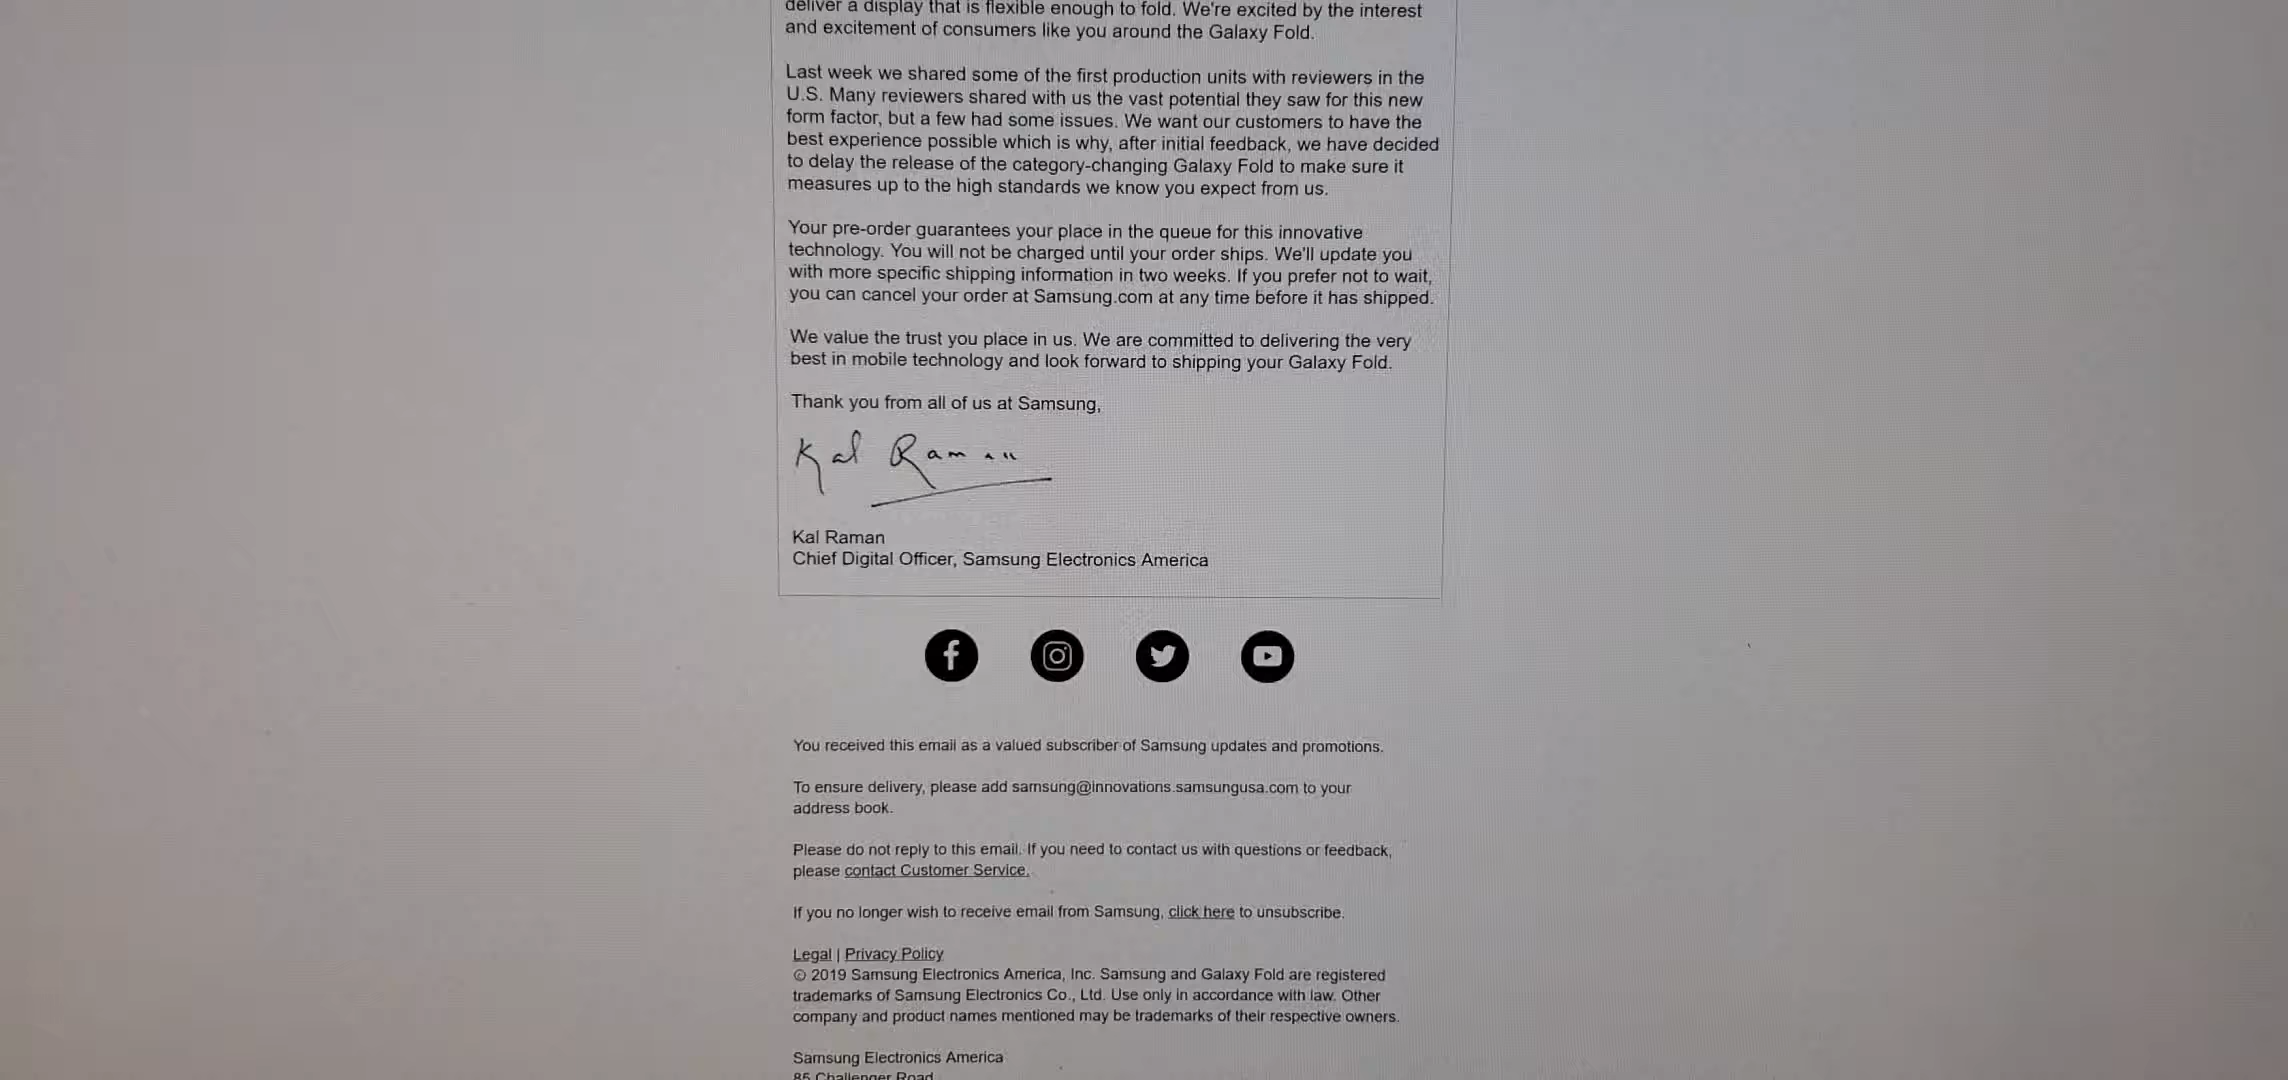 deliver a display that is flexible enough to fold. We're excited by the interest
and excitement of consumers like you around the Galaxy Fold.
Last week we shared some of the first production units with reviewers in the
U.S. Many reviewers shared with us the vast potential they saw for this new
form factor, but a few had some issues. We want our customers to have the
best experience possible which is why, after initial feedback, we have decided
to delay the release of the category-changing Galaxy Fold to make sure it
measures up to the high standards we know you expect from us.
Your pre-order guarantees your place in the queue for this innovative
technology. You will not be charged until your order ships. We'll update you
with more specific shipping information in two weeks. If you prefer not to wait,
you can cancel your order at Samsung.com at any time before it has shipped.
We value the trust you place in us. We are committed to delivering the very
best in mobile technology and look forward to shipping your Galaxy Fold.
Thank you from all of us at Samsung,
Kal Raman
Kal Raman
Chief Digital Officer, Samsung Electronics America
You received this email as a valued subscriber of Samsung updates and promotions.
To ensure delivery, please add samsung@innovations.samsungusa.com to your
address book.
Please do not reply to this email. If you need to contact us with questions or feedback,
please contact Customer Service.
If you no longer wish to receive email from Samsung, click here to unsubscribe.
Legal | Privacy Policy
© 2019 Samsung Electronics America, Inc. Samsung and Galaxy Fold are registered
trademarks of Samsung Electronics Co., Ltd. Use only in accordance with law. Other
company and product names mentioned may be trademarks of their respective owners.
Samsung Electronics America
85 Challenger Road